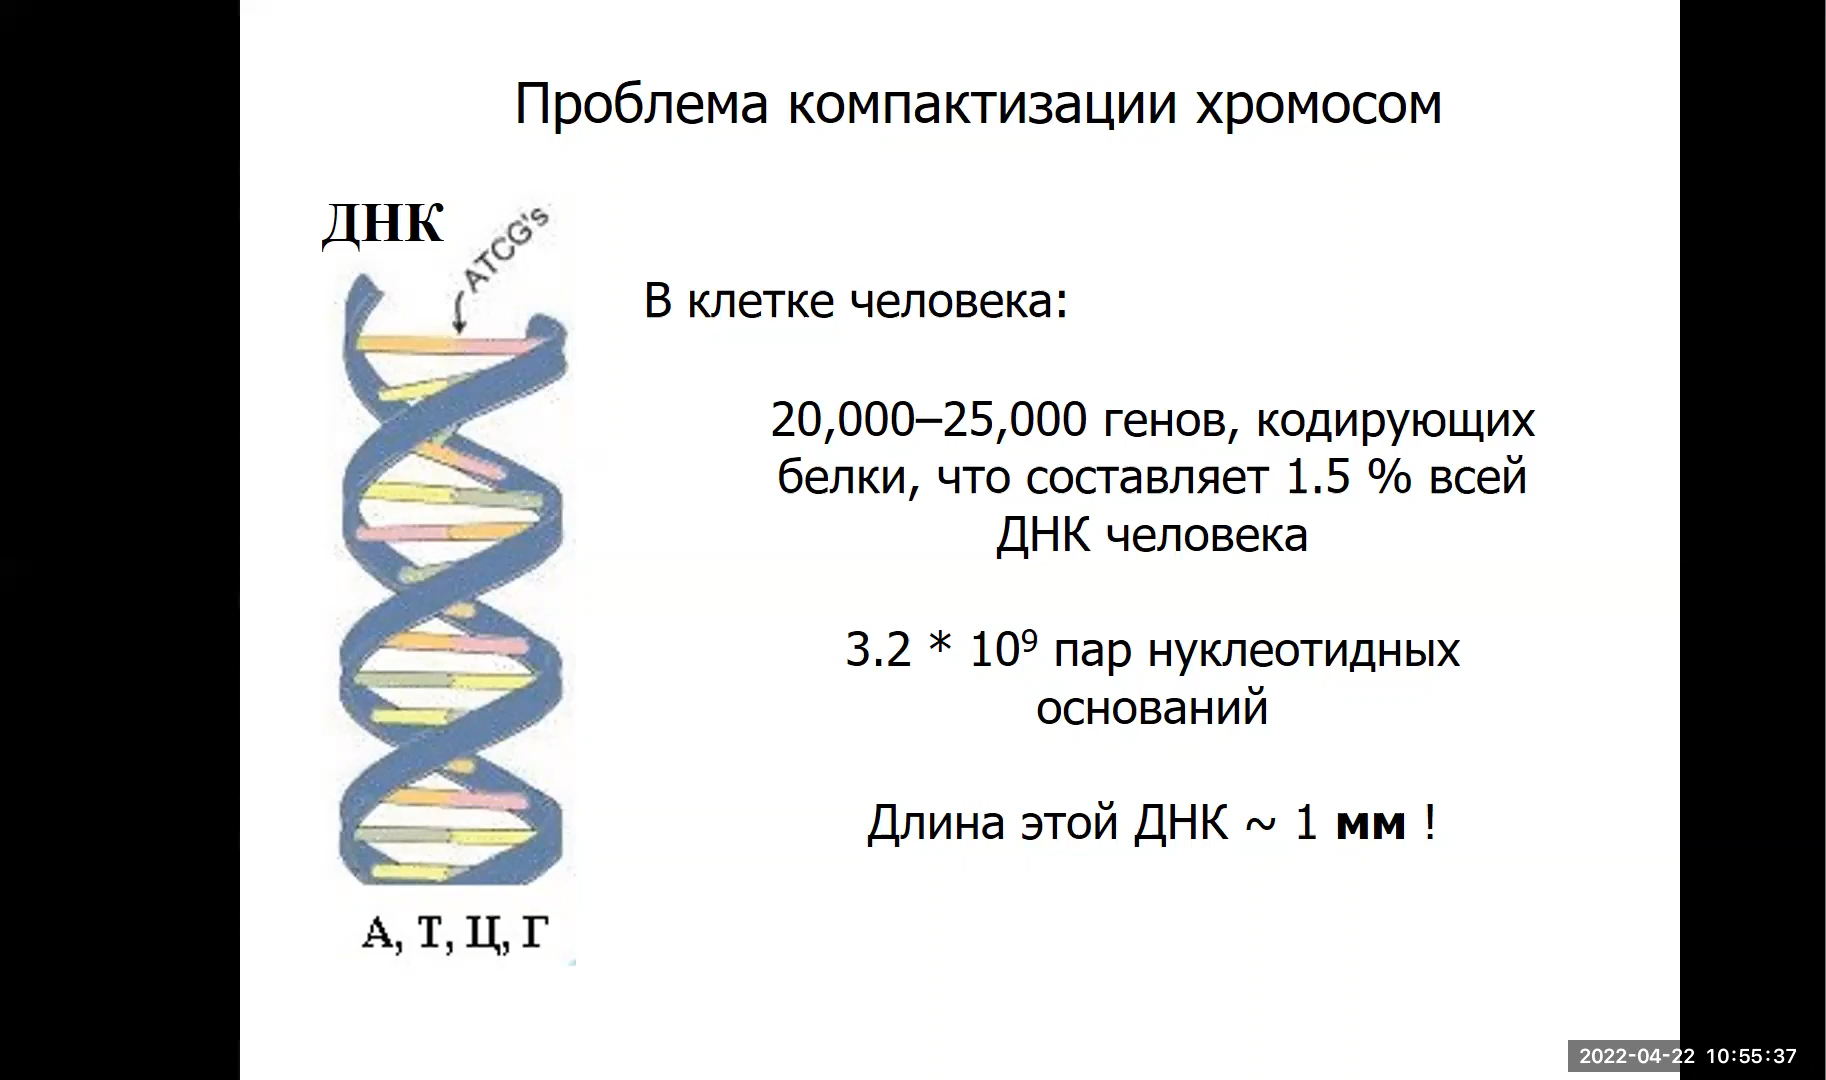 Проблема компактизации хромосом
ДНК
ATCG's
В клетке человека:
20,000–25,000 генов, кодирующих
белки, что составляет 1.5 % всей
ДНК человека
3.2 * 10⁹ пар нуклеотидных
оснований
Длина этой ДНК ~ 1 мм !
А, Т, Ц, Г
2022-04-22 10:55:37